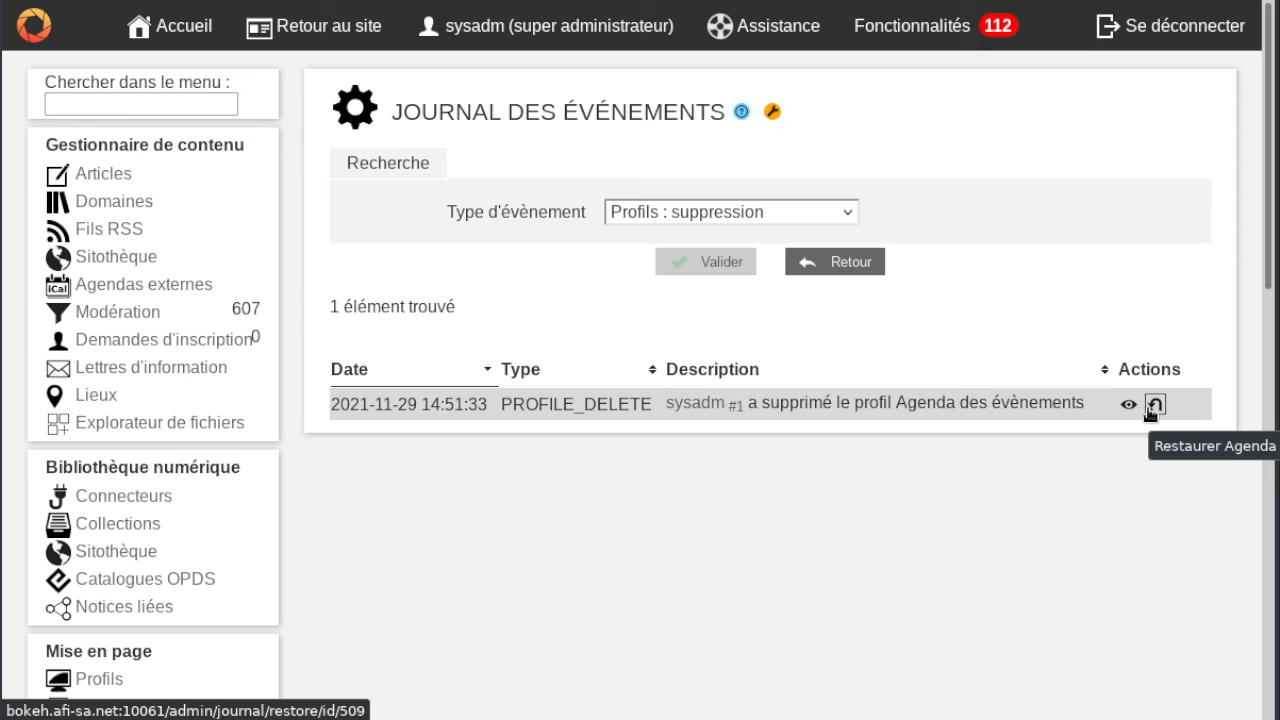 Accueil
Retour au site
sysadm (super administrateur)
Assistance
Fonctionnalités 112
Se déconnecter
Chercher dans le menu :
Gestionnaire de contenu
Articles
Domaines
Fils RSS
Sitothèque
iCal Agendas externes
Modération 607
Demandes d'inscription 0
Lettres d'information
Lieux
Explorateur de fichiers
Bibliothèque numérique
Connecteurs
Collections
Sitothèque
Catalogues OPDS
Notices liées
Mise en page
Profils
JOURNAL DES ÉVÉNEMENTS ?
Recherche
Type d'évènement Profils : suppression
Valider Retour
1 élément trouvé
Date Type Description Actions
2021-11-29 14:51:33 PROFILE_DELETE sysadm #1 a supprimé le profil Agenda des évènements
Restaurer Agenda
bokeh.afi-sa.net:10061/admin/journal/restore/id/509